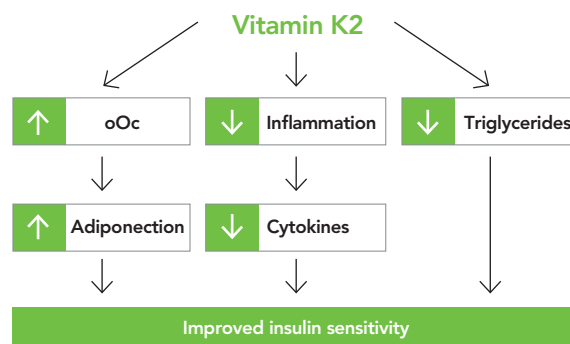 Vitamin K2
oOc
Inflammation
Triglycerides
Adiponection
Cytokines
Improved insulin sensitivity